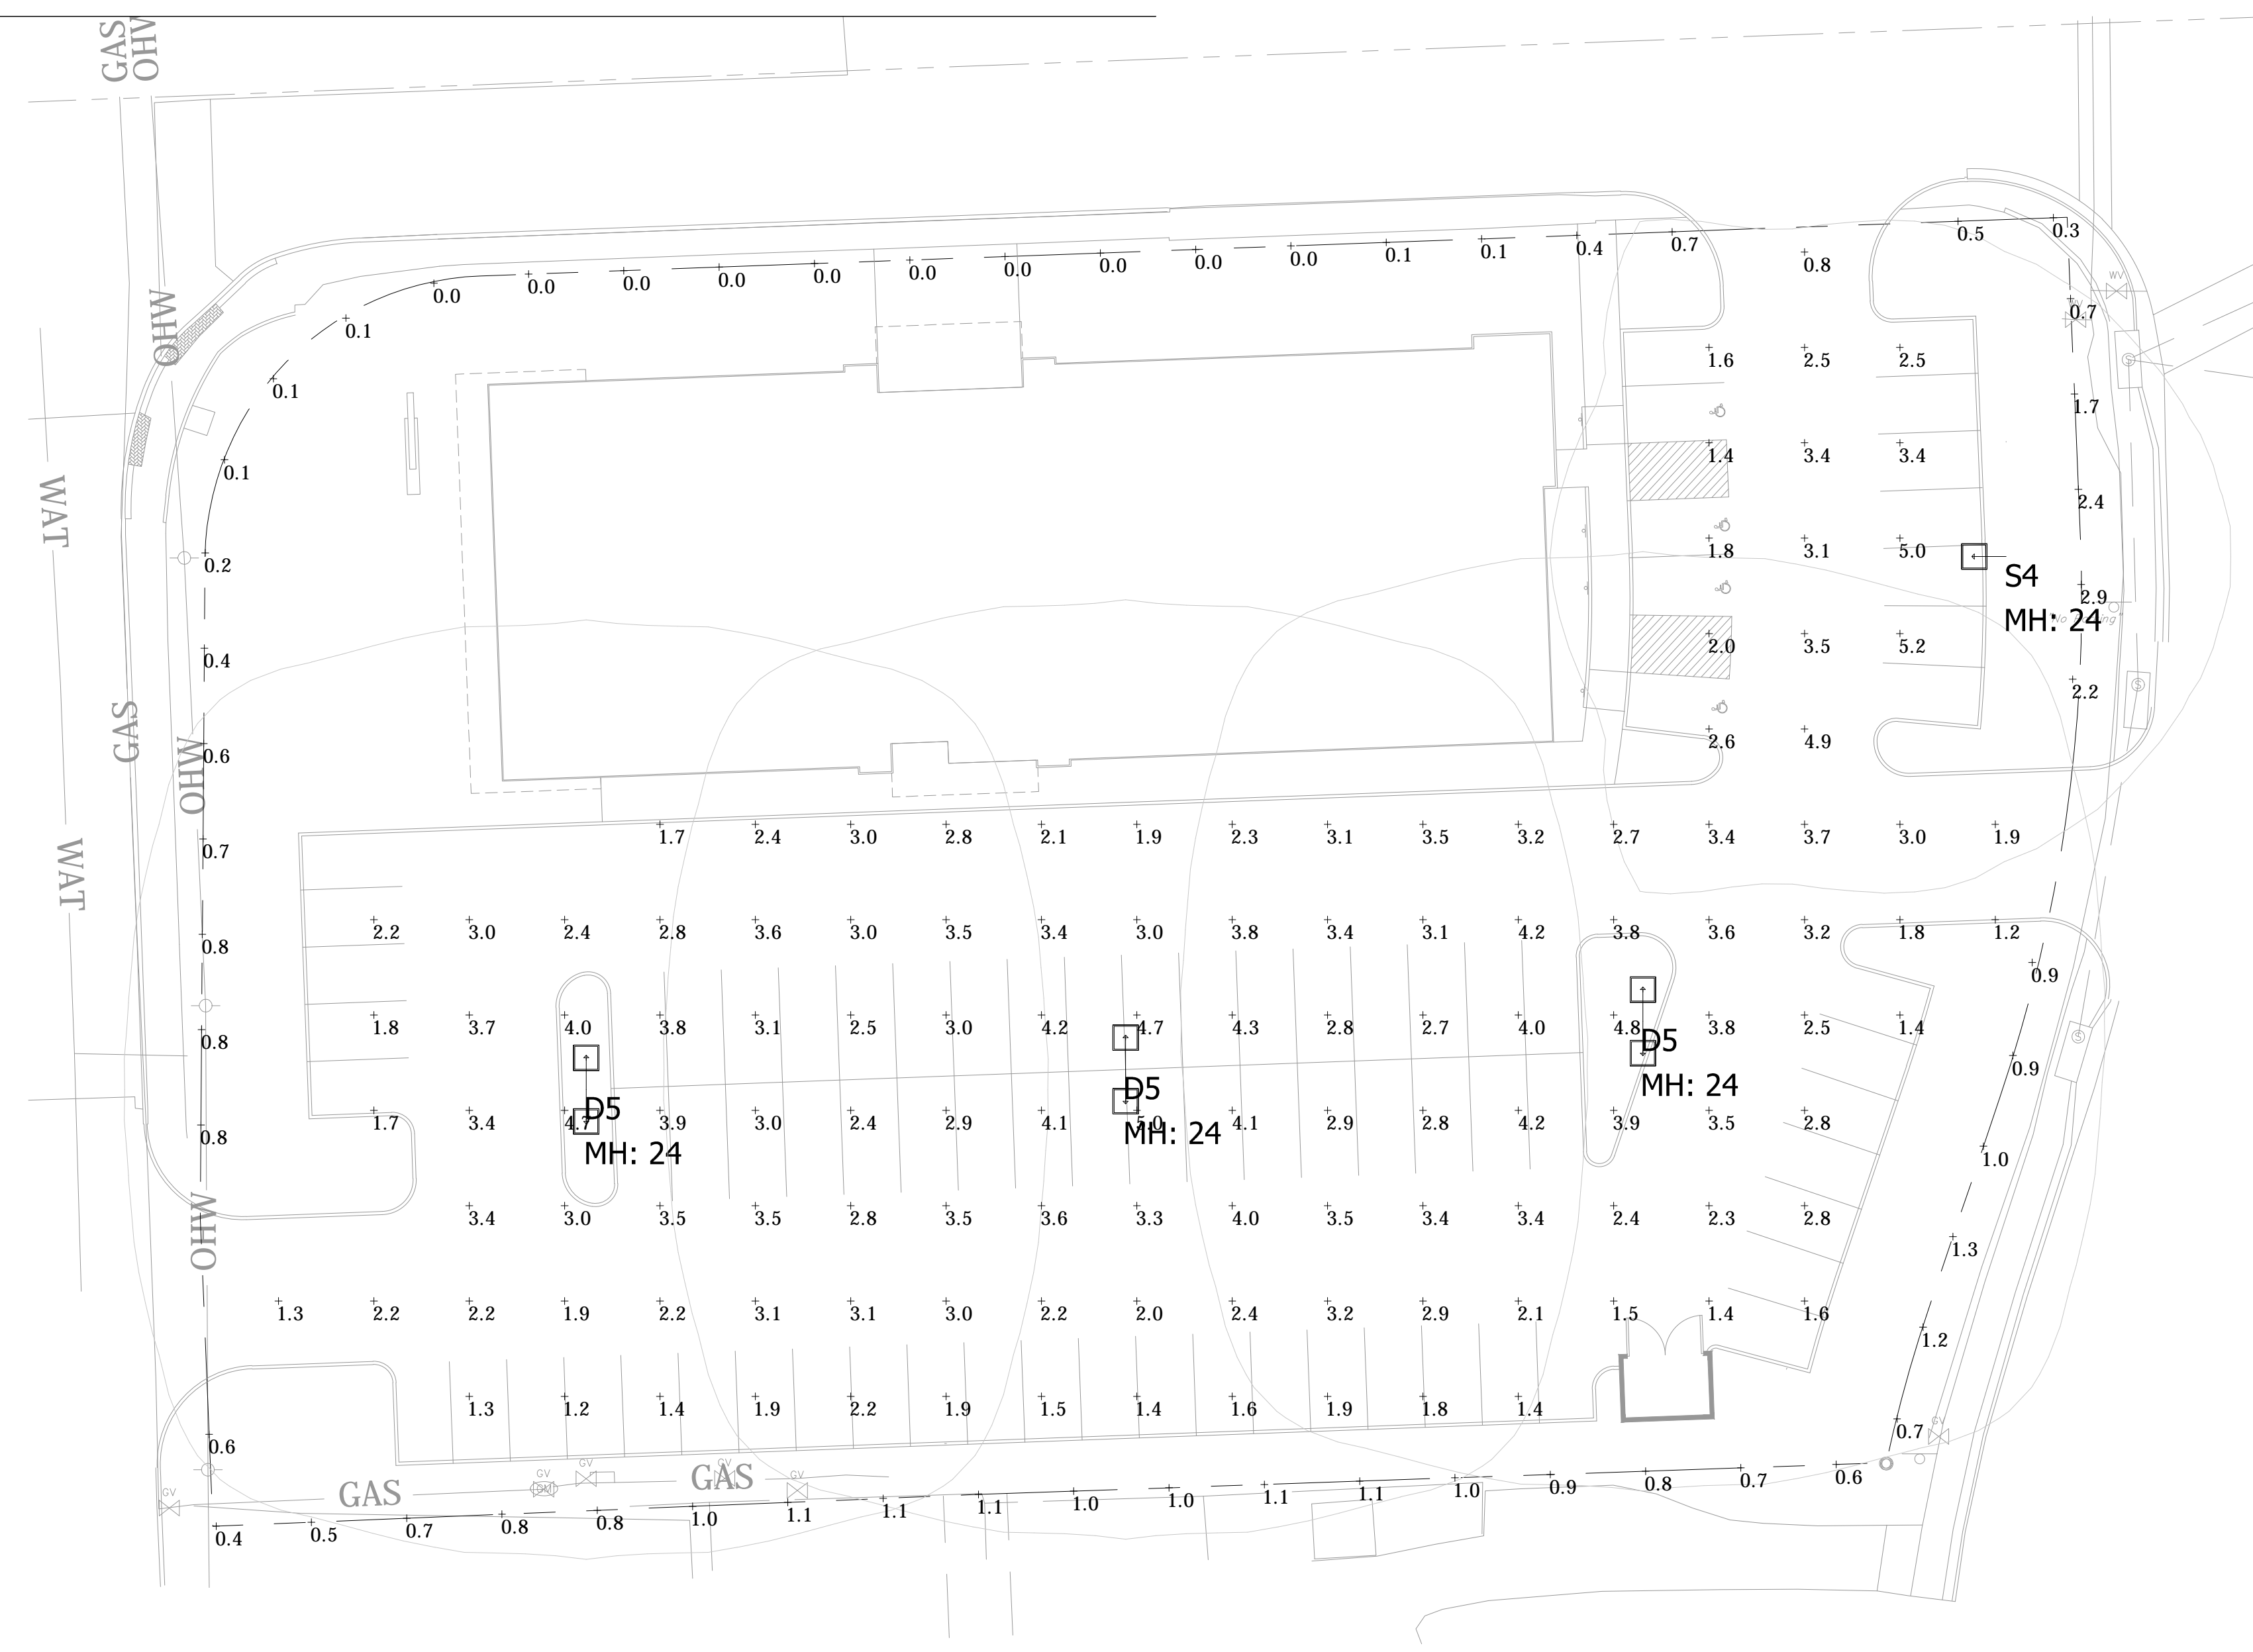 GAS
OHW
0.5 0.3
0.0 0.0 0.0 0.0 0.0 0.0 0.0 0.0 0.0 0.0 0.1 0.1 0.4 0.7 0.8
WV
OHW 0.1 0.7
0.1 1.6 2.5 2.5 S
1.7
0.1 1.4 3.4 3.4
WAT 2.4
0.2 1.8 3.1 5.0
S4
2.9
MH: 24
0.4 2.0 3.5 5.2
2.2 S
GAS
OHW 0.6 2.6 4.9
0.7 1.7 2.4 3.0 2.8 2.1 1.9 2.3 3.1 3.5 3.2 2.7 3.4 3.7 3.0 1.9
WAT
0.8 2.2 3.0 2.4 2.8 3.6 3.0 3.5 3.4 3.0 3.8 3.4 3.1 4.2 3.8 3.6 3.2 1.8 1.2
0.9
0.8 1.8 3.7 4.0 3.8 3.1 2.5 3.0 4.2 4.7 4.3 2.8 2.7 4.0 4.8 3.8 2.5 1.4 S
D5
MH: 24
0.9
D5
MH: 24
D5
MH: 24
0.8 1.7 3.4 4.7 3.9 3.0 2.4 2.9 4.1 5.0 4.1 2.9 2.8 4.2 3.9 3.5 2.8
1.0
OHW 3.4 3.0 3.5 3.5 2.8 3.5 3.6 3.3 4.0 3.5 3.4 3.4 2.4 2.3 2.8
1.3
1.3 2.2 2.2 1.9 2.2 3.1 3.1 3.0 2.2 2.0 2.4 3.2 2.9 2.1 1.5 1.4 1.6
1.2
1.3 1.2 1.4 1.9 2.2 1.9 1.5 1.4 1.6 1.9 1.8 1.4
0.6 0.7 GV
GV GV GV GV
GV GAS GAS
0.4 0.5 0.7 0.8 0.8 1.0 1.1 1.1 1.1 1.0 1.0 1.1 1.1 1.0 0.9 0.8 0.7 0.6